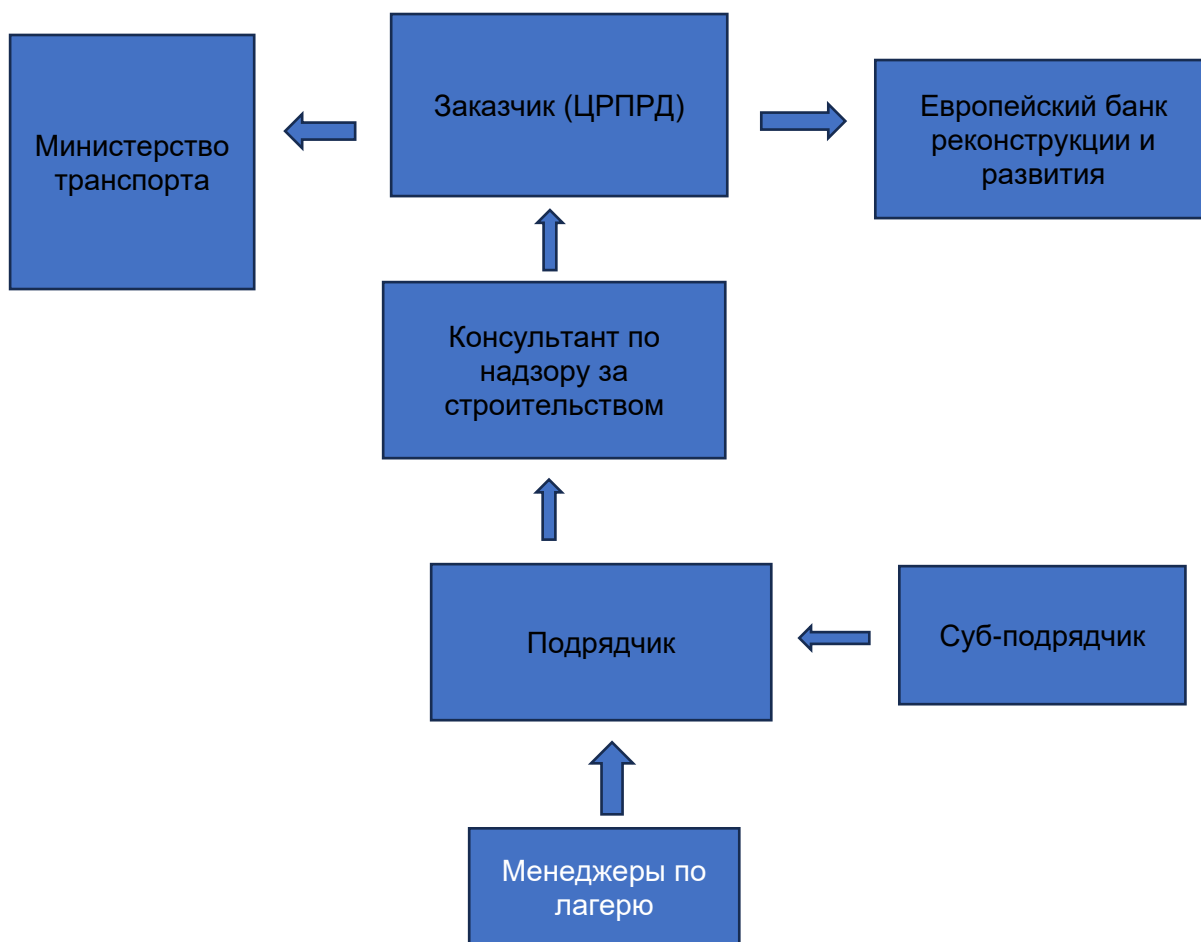 Министерство
транспорта
Заказчик (ЦРПРД)
Европейский банк
реконструкции и
развития
Консультант по
надзору за
строительством
Подрядчик
Суб-подрядчик
Менеджеры по
лагерю